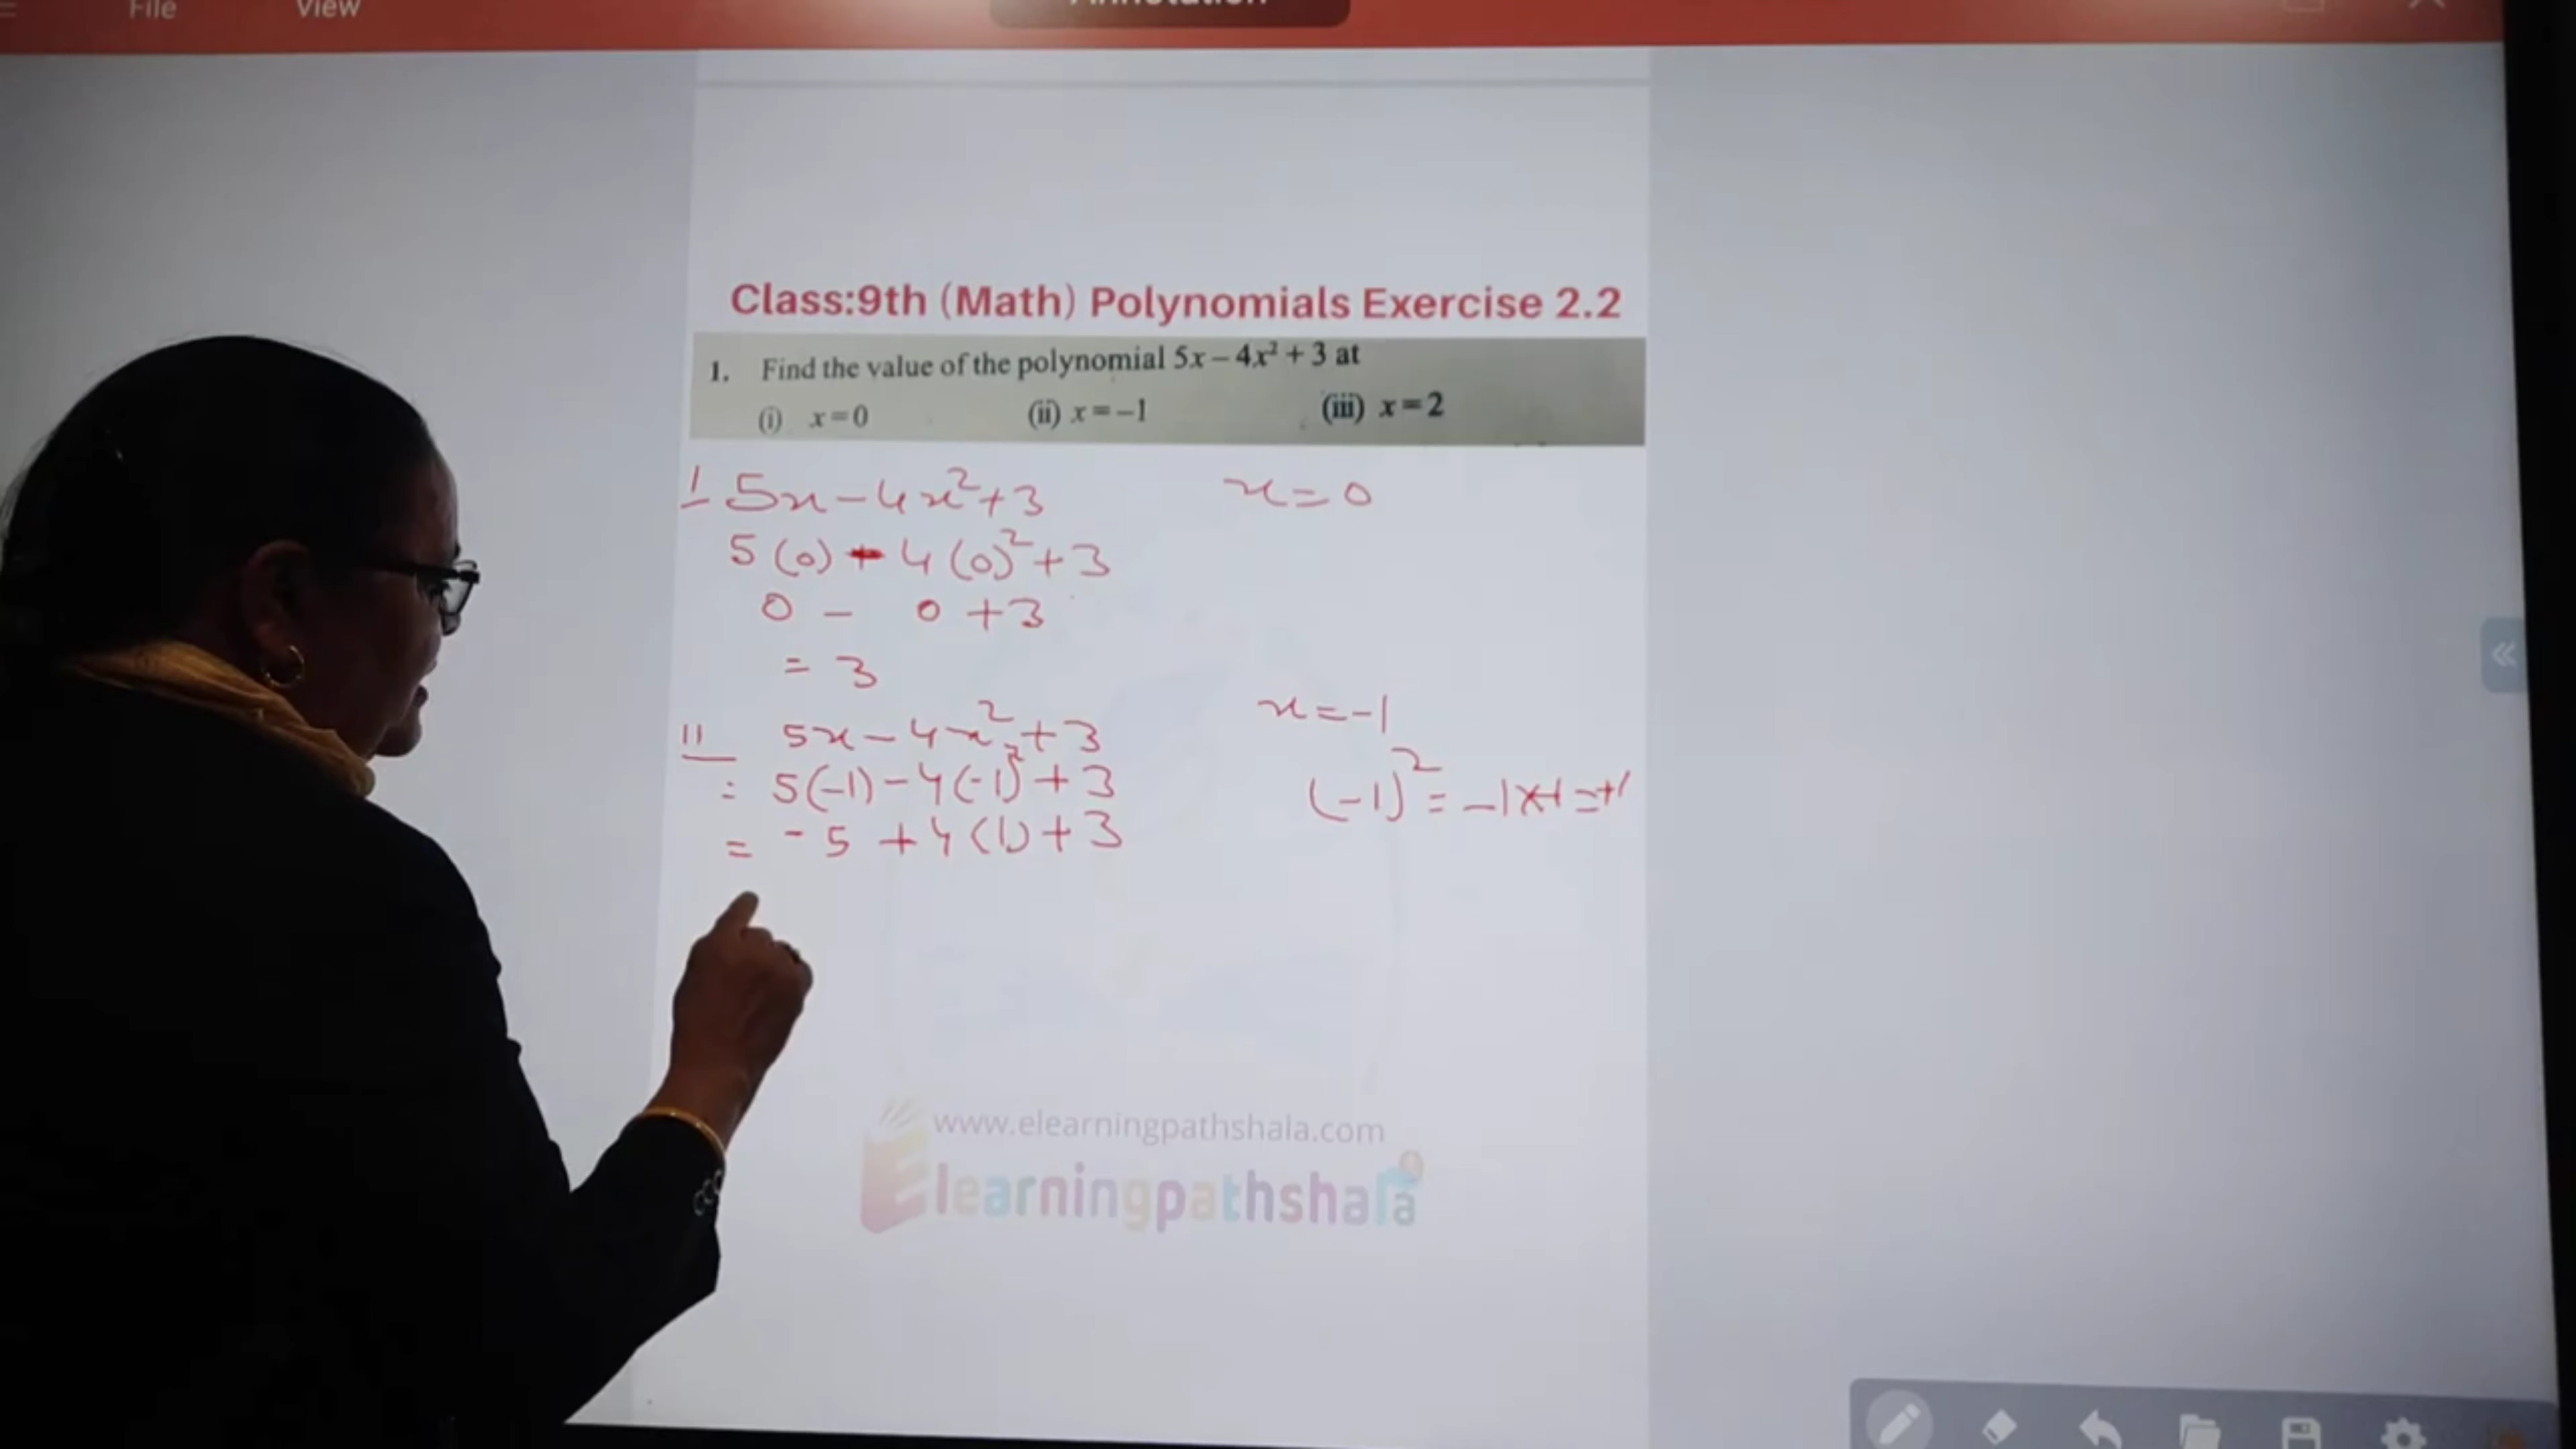 File View Annotation
Class:9th (Math) Polynomials Exercise 2.2
1. Find the value of the polynomial 5x – 4x² + 3 at
(i) x = 0 (ii) x = –1 (iii) x = 2
I 5x – 4x² + 3 x = 0
5(0) - 4(0)² + 3
0 – 0 + 3
= 3
II 5x – 4x² + 3 x = –1
= 5(–1) – 4(–1)² + 3 (–1)² = –1×–1 = +1
= -5 + 4(1) + 3
www.elearningpathshala.com
Elearningpathshala